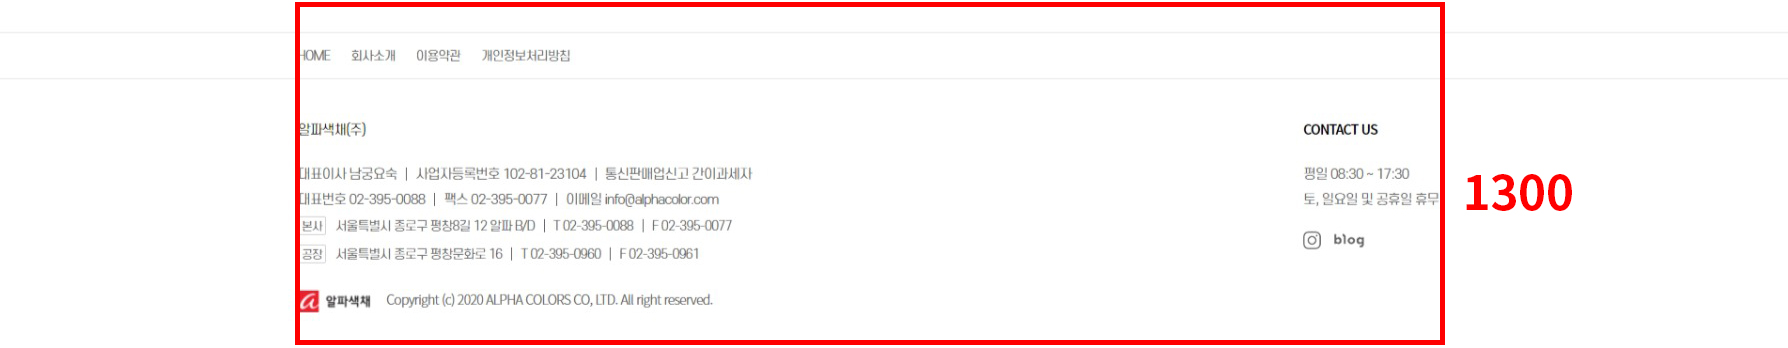 HOME 회사소개 이용약관 개인정보처리방침
알파색채(주)
대표이사 남궁요숙 | 사업자등록번호 102-81-23104 | 통신판매업신고 간이과세자
대표번호 02-395-0088 | 팩스 02-395-0077 | 이메일 info@alphacolor.com
본사 서울특별시 종로구 평창8길 12 알파 B/D | T 02-395-0088 | F 02-395-0077
공장 서울특별시 종로구 평창문화로 16 | T 02-395-0960 | F 02-395-0961
a 알파색채 Copyright (c) 2020 ALPHA COLORS CO, LTD. All right reserved.
CONTACT US
평일 08:30 ~ 17:30
토, 일요일 및 공휴일 휴무
blog
1300